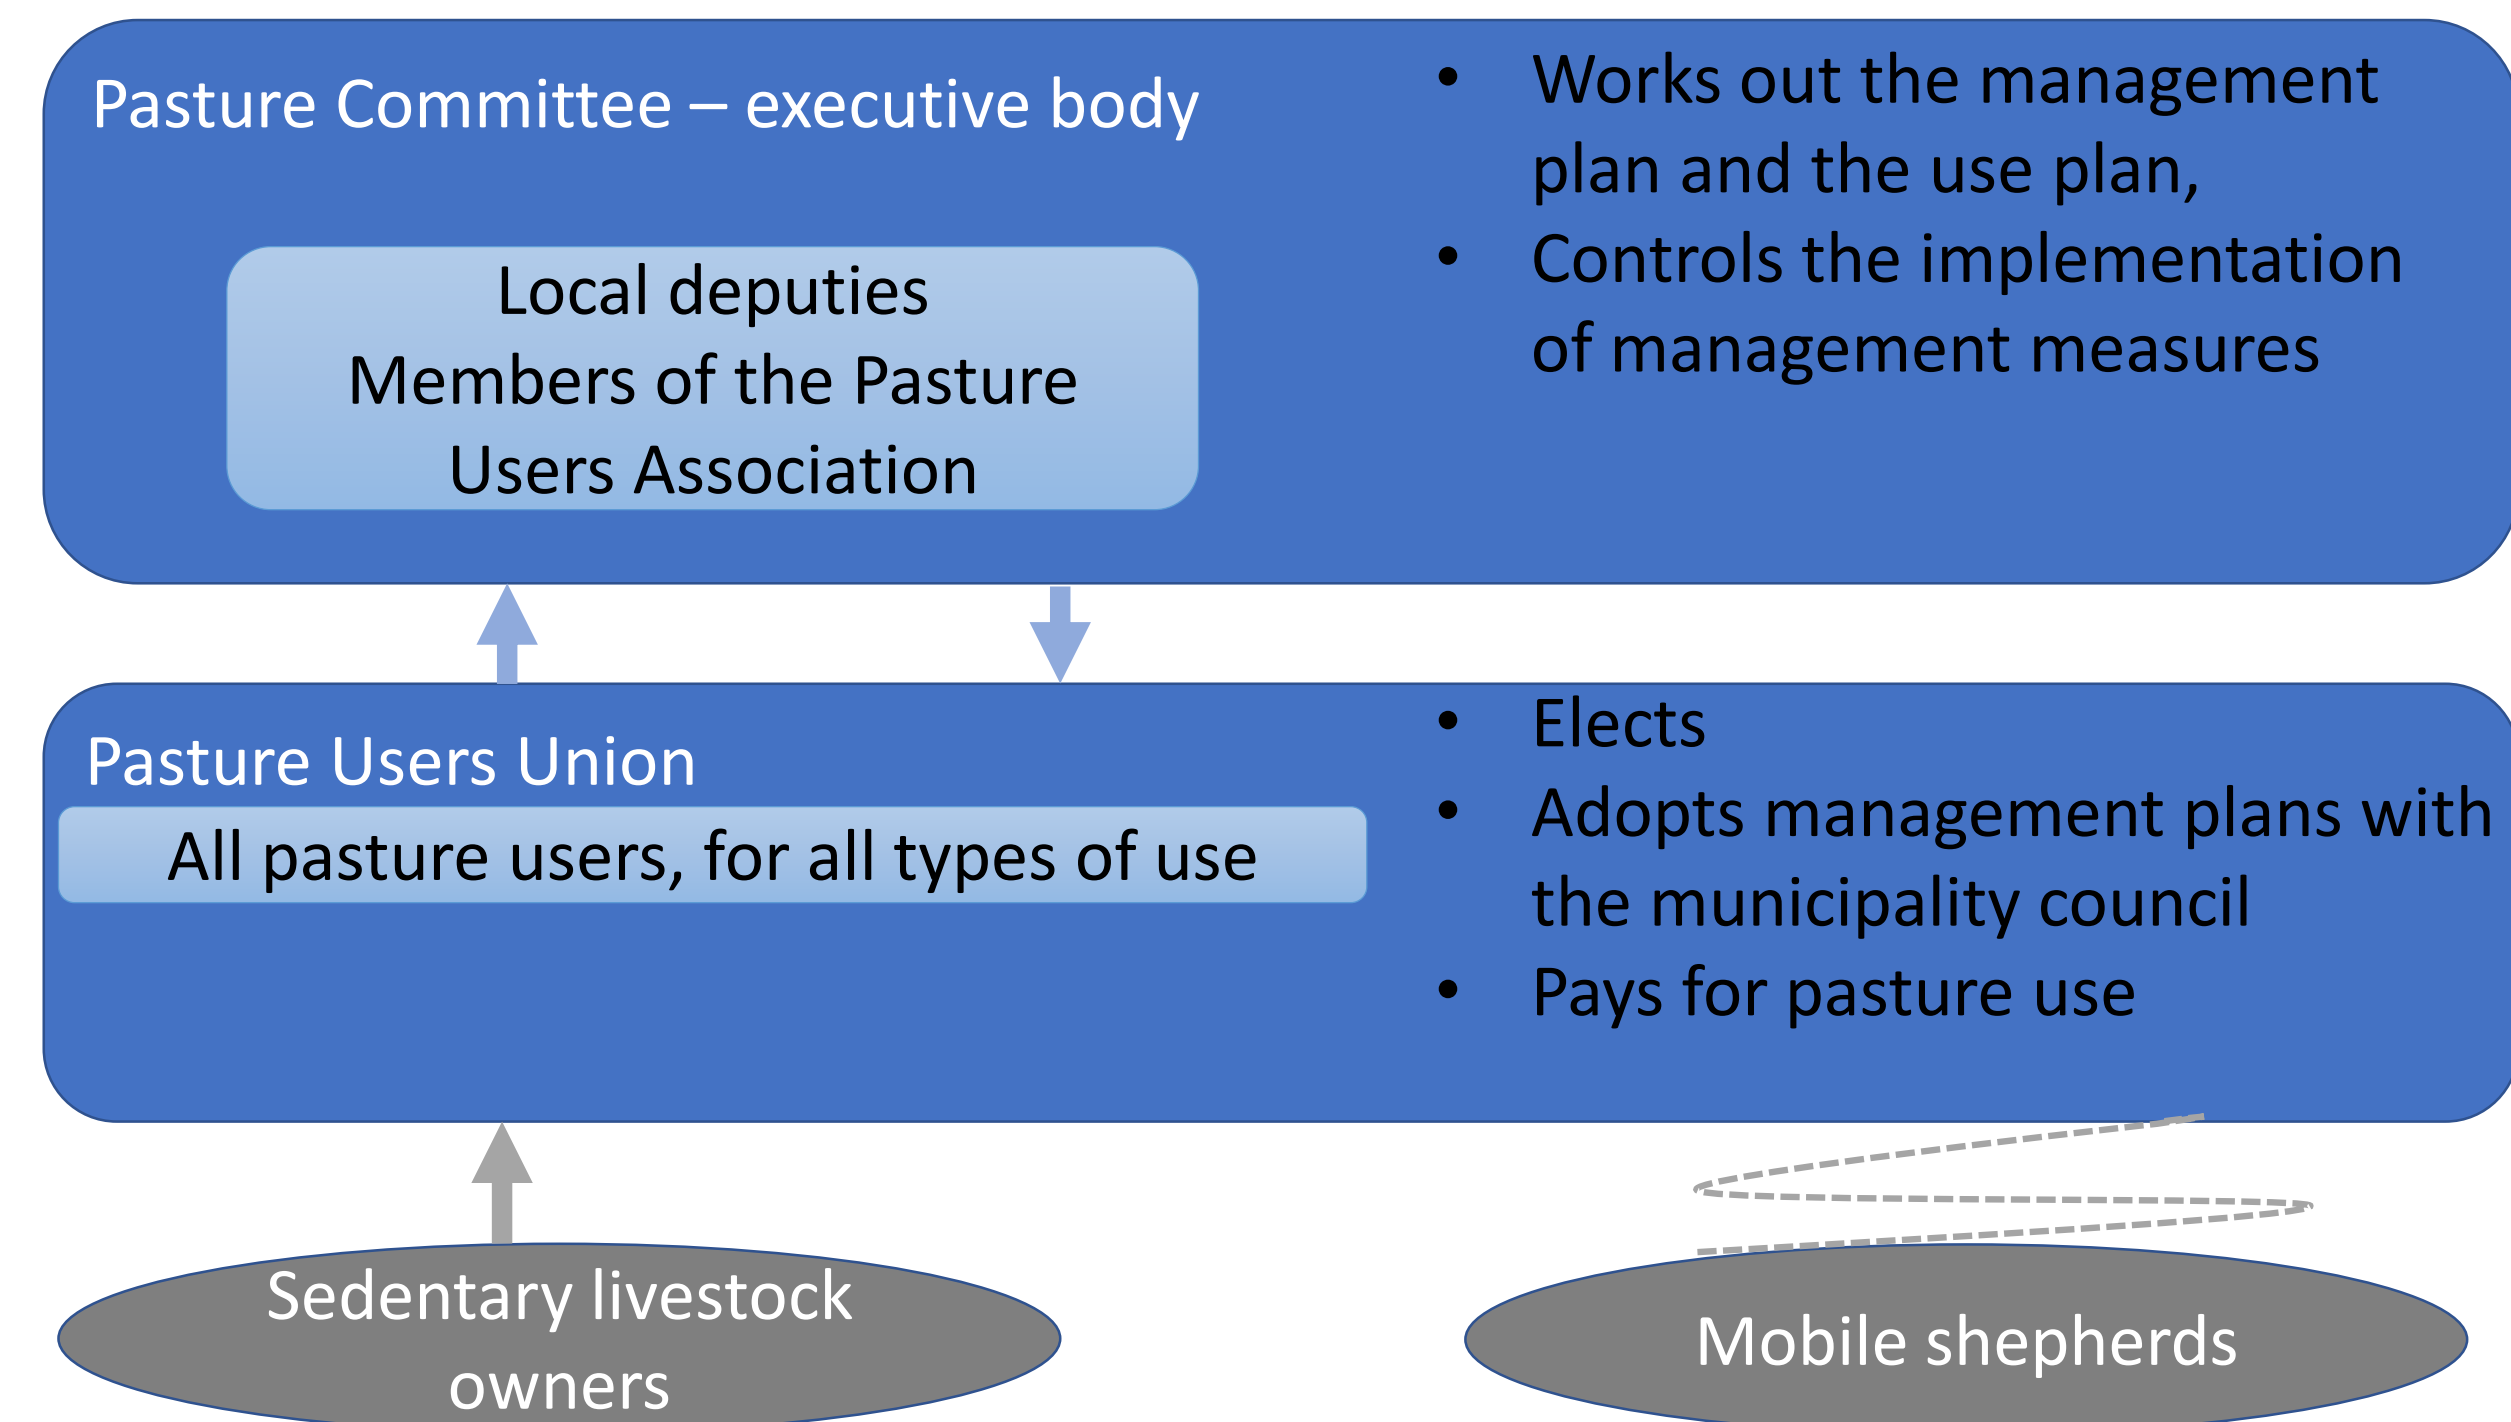 Pasture Committee – executive body
Local deputies
Members of the Pasture
Users Association
• Works out the management
plan and the use plan,
• Controls the implementation
of management measures
Pasture Users Union
All pasture users, for all types of use
• Elects
• Adopts management plans with
the municipality council
• Pays for pasture use
Sedentary livestock
owners
Mobile shepherds